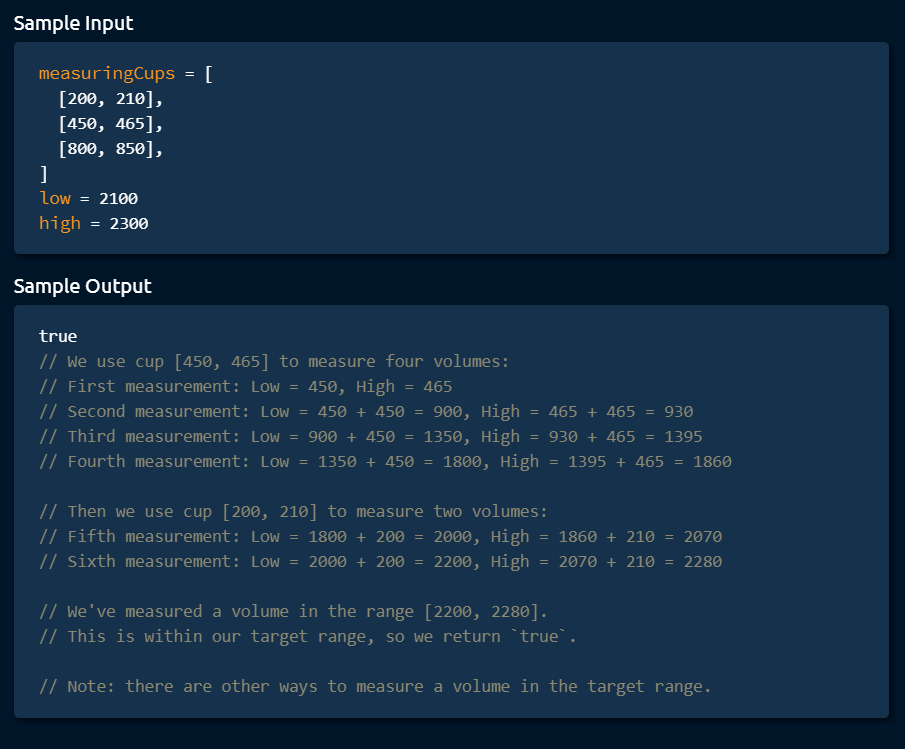 Sample Input
measuringCups = [
  [200, 210],
  [450, 465],
  [800, 850],
]
low = 2100
high = 2300
Sample Output
true
// We use cup [450, 465] to measure four volumes:
// First measurement: Low = 450, High = 465
// Second measurement: Low = 450 + 450 = 900, High = 465 + 465 = 930
// Third measurement: Low = 900 + 450 = 1350, High = 930 + 465 = 1395
// Fourth measurement: Low = 1350 + 450 = 1800, High = 1395 + 465 = 1860
// Then we use cup [200, 210] to measure two volumes:
// Fifth measurement: Low = 1800 + 200 = 2000, High = 1860 + 210 = 2070
// Sixth measurement: Low = 2000 + 200 = 2200, High = 2070 + 210 = 2280
// We've measured a volume in the range [2200, 2280].
// This is within our target range, so we return `true`.
// Note: there are other ways to measure a volume in the target range.